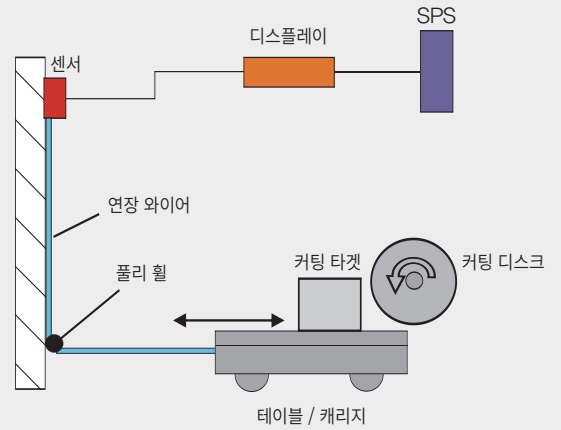 SPS
디스플레이
센서
연장 와이어
풀리 휠
커팅 타겟
커팅 디스크
테이블 / 캐리지